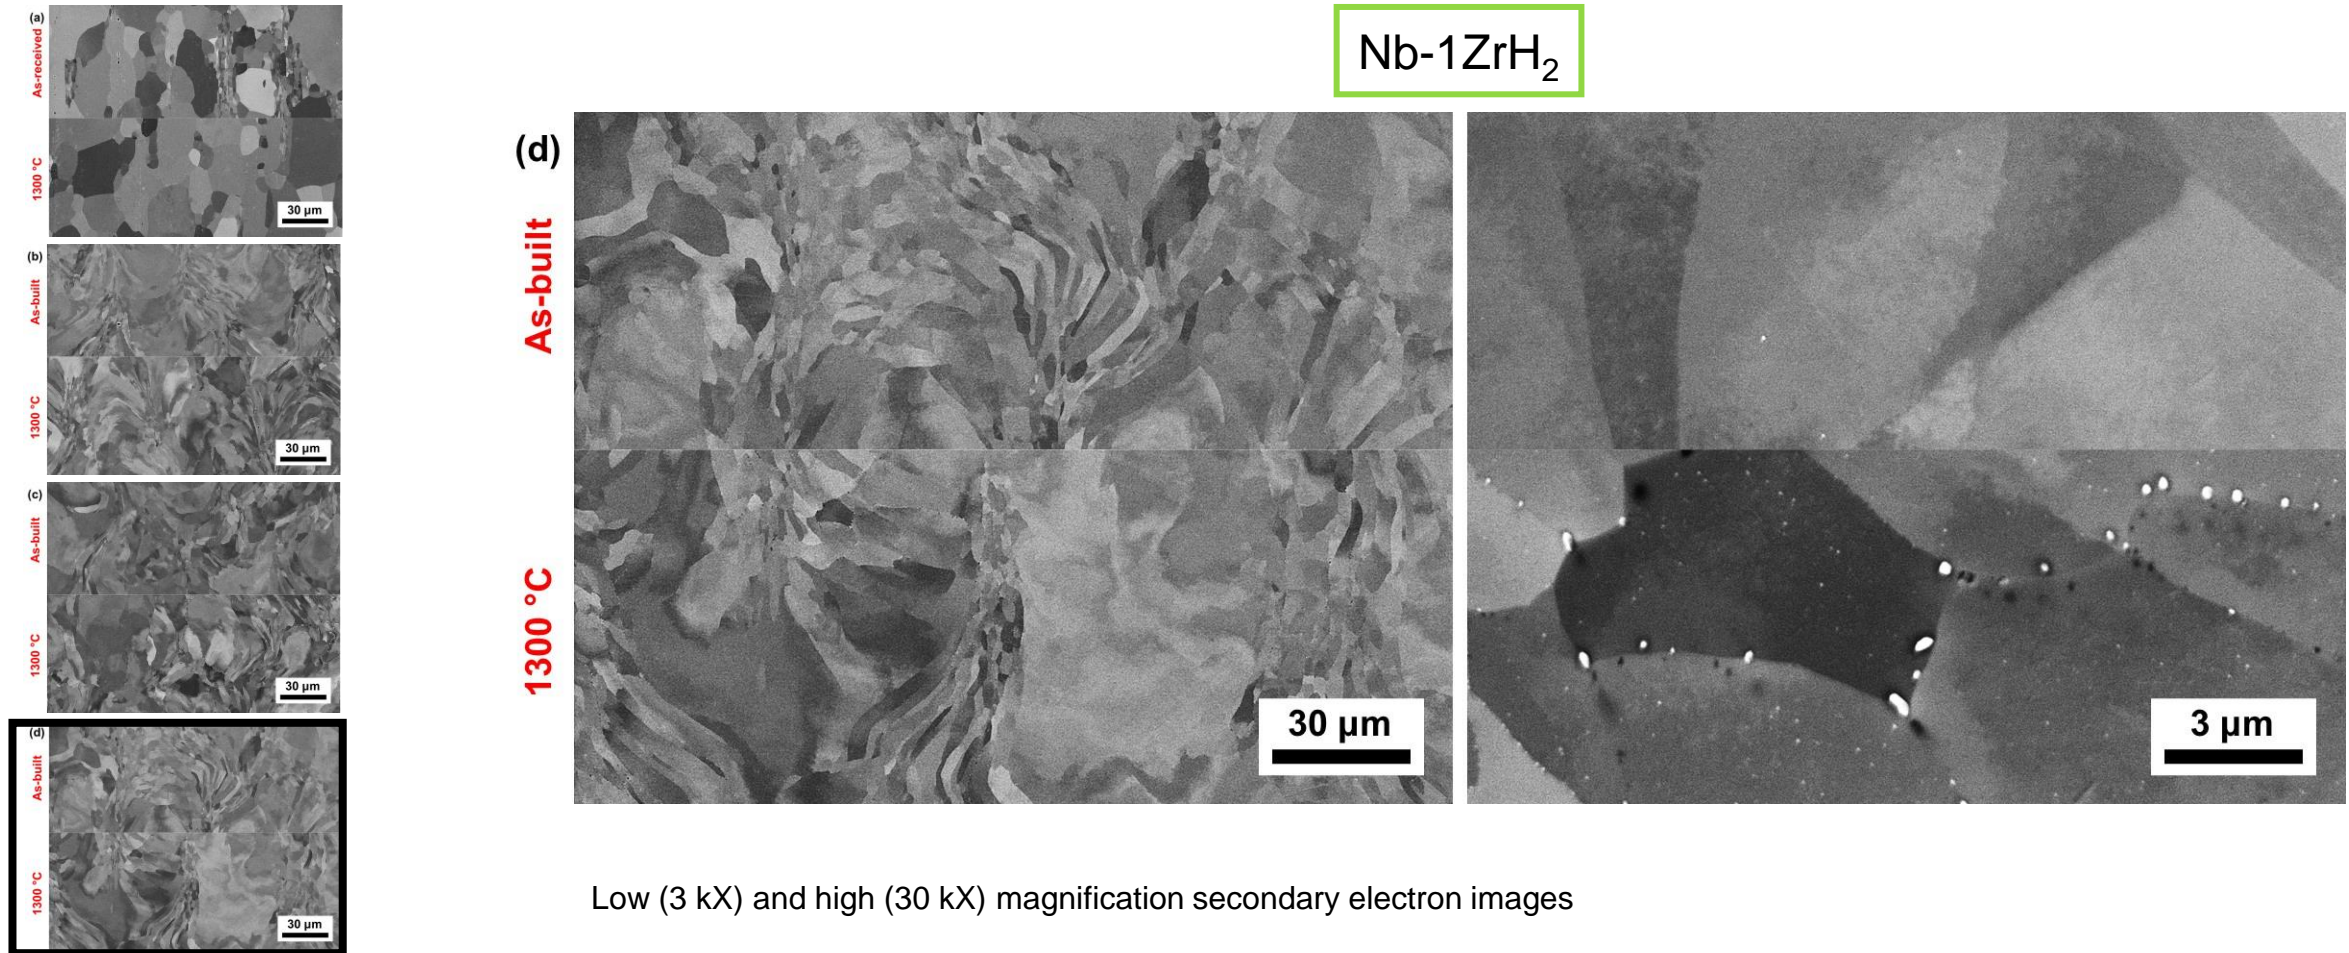 (a)
As-received
1300 °C
30 µm
(b)
As-built
1300 °C
30 µm
(c)
As-built
1300 °C
30 µm
(d)
As-built
1300 °C
30 µm
Nb-1ZrH₂
(d)
As-built
1300 °C
30 µm
3 µm
Low (3 kX) and high (30 kX) magnification secondary electron images